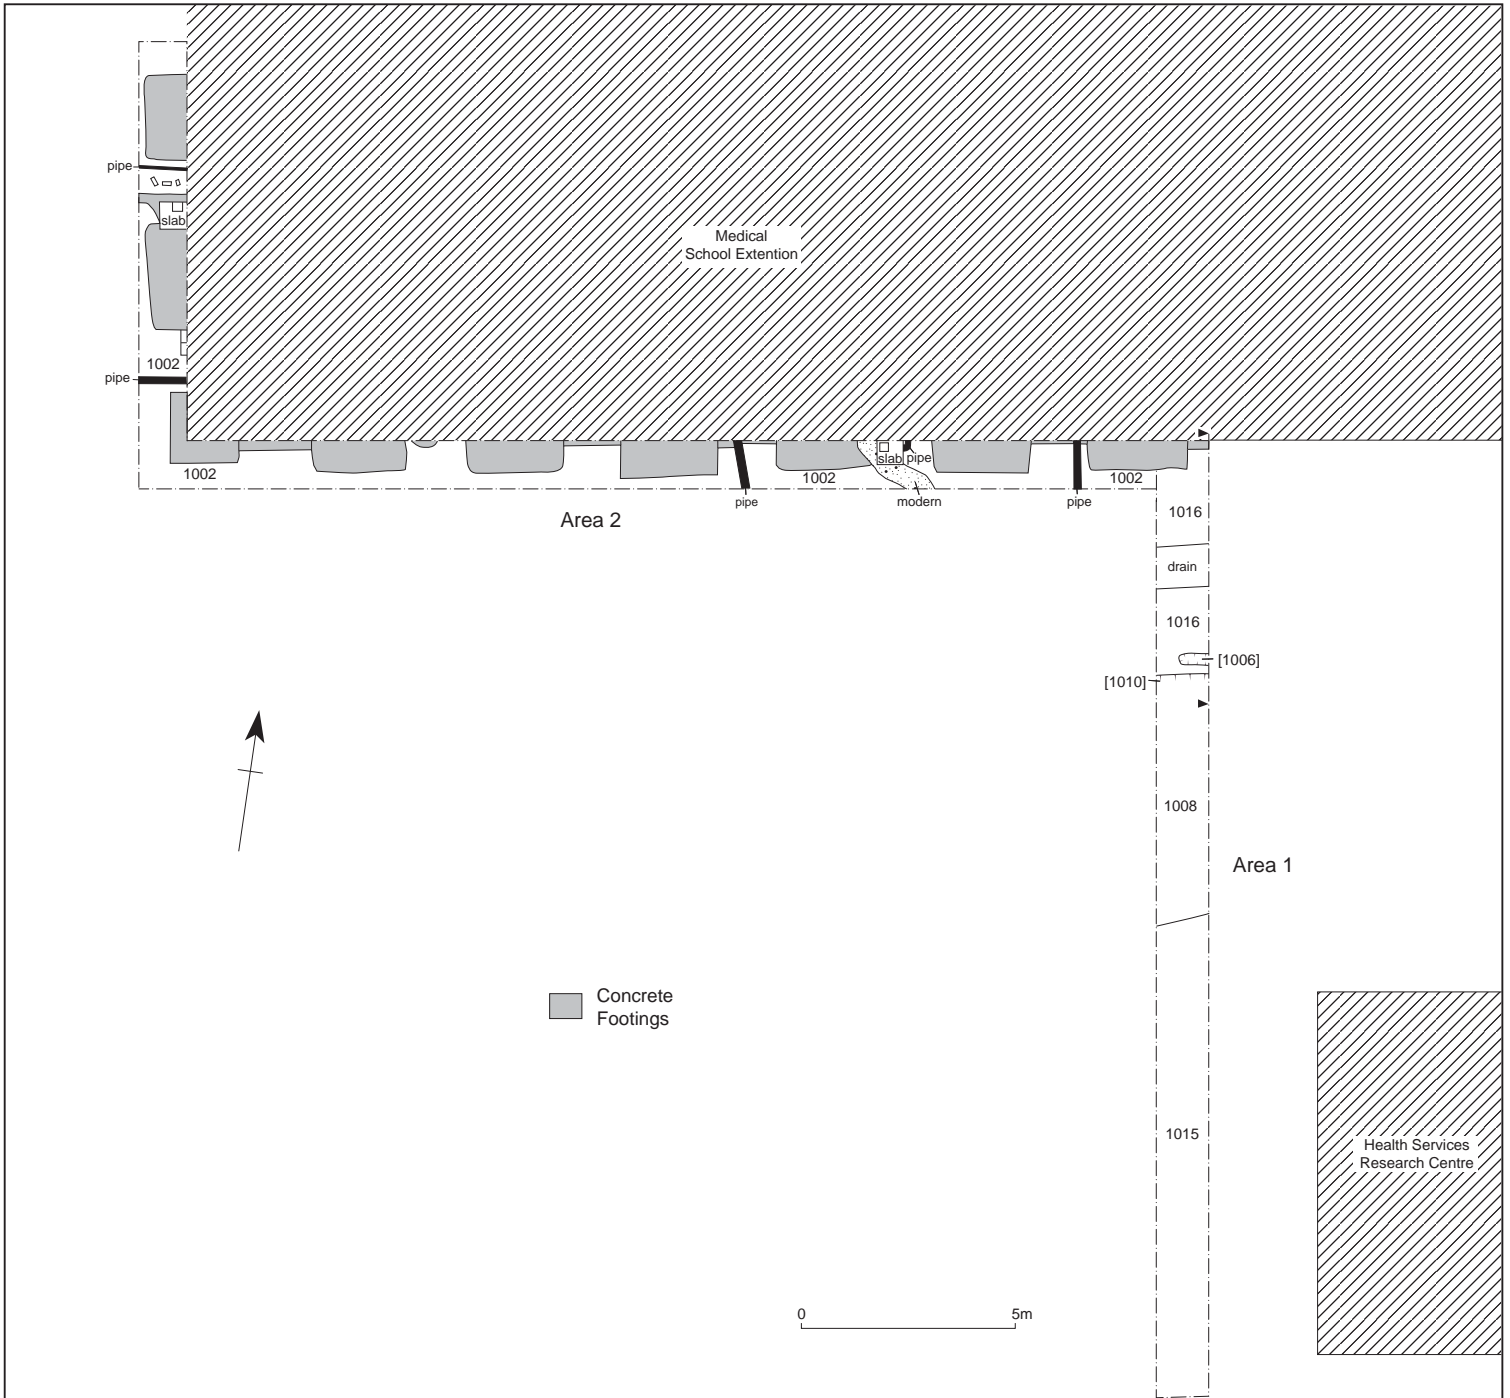 pipe
slab
Medical
School Extention
1002
pipe
1002
1002
slab
pipe
1002
pipe
modern
pipe
Area 2
1016
drain
1016
[1006]
[1010]
1008
Area 1
Concrete
Footings
1015
Health Services
Research Centre
0 5m